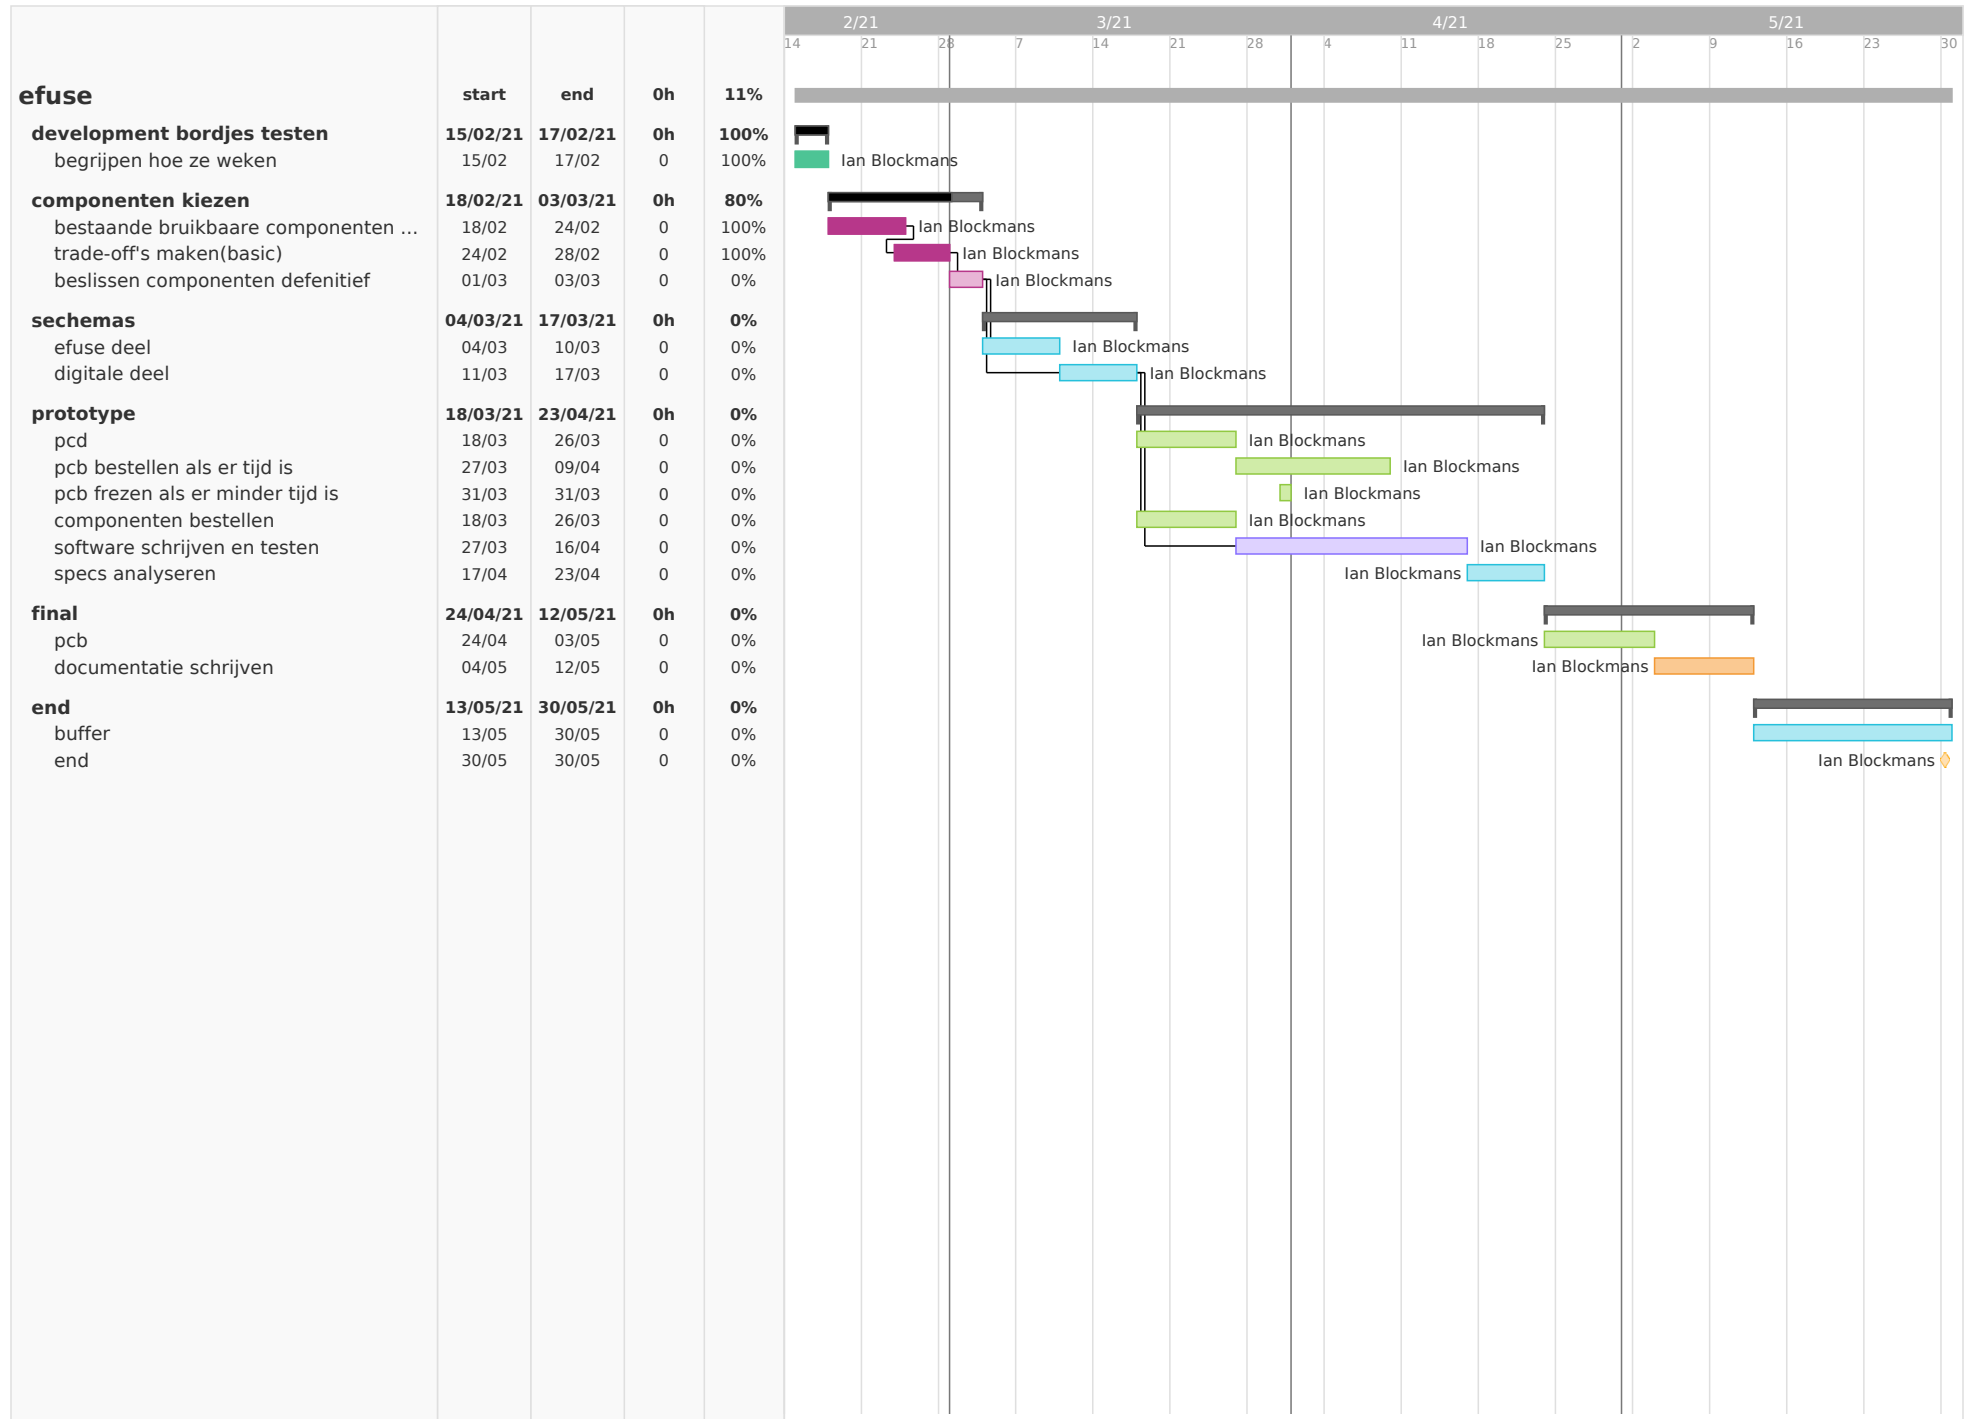 2/21 3/21 4/21 5/21
14 21 28 7 14 21 28 4 11 18 25 2 9 16 23 30
efuse start end 0h 11%
development bordjes testen 15/02/21 17/02/21 0h 100%
begrijpen hoe ze weken 15/02 17/02 0 100% Ian Blockmans
componenten kiezen 18/02/21 03/03/21 0h 80%
bestaande bruikbaare componenten ... 18/02 24/02 0 100% Ian Blockmans
trade-off's maken(basic) 24/02 28/02 0 100% Ian Blockmans
beslissen componenten defenitief 01/03 03/03 0 0% Ian Blockmans
sechemas 04/03/21 17/03/21 0h 0%
efuse deel 04/03 10/03 0 0% Ian Blockmans
digitale deel 11/03 17/03 0 0% Ian Blockmans
prototype 18/03/21 23/04/21 0h 0%
pcd 18/03 26/03 0 0% Ian Blockmans
pcb bestellen als er tijd is 27/03 09/04 0 0% Ian Blockmans
pcb frezen als er minder tijd is 31/03 31/03 0 0% Ian Blockmans
componenten bestellen 18/03 26/03 0 0% Ian Blockmans
software schrijven en testen 27/03 16/04 0 0% Ian Blockmans
specs analyseren 17/04 23/04 0 0% Ian Blockmans
final 24/04/21 12/05/21 0h 0%
pcb 24/04 03/05 0 0% Ian Blockmans
documentatie schrijven 04/05 12/05 0 0% Ian Blockmans
end 13/05/21 30/05/21 0h 0%
buffer 13/05 30/05 0 0%
end 30/05 30/05 0 0% Ian Blockmans